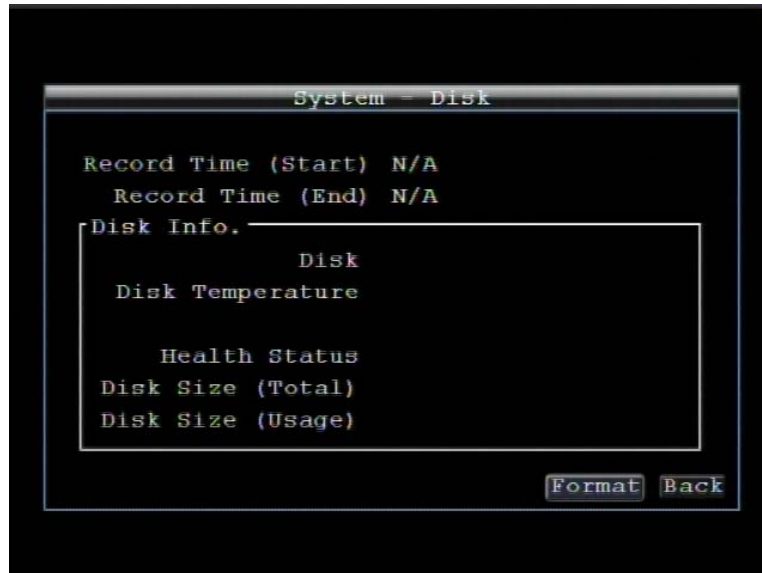 System - Disk
Record Time (Start) N/A
Record Time (End) N/A
Disk Info.
Disk
Disk Temperature
Health Status
Disk Size (Total)
Disk Size (Usage)
Format Back